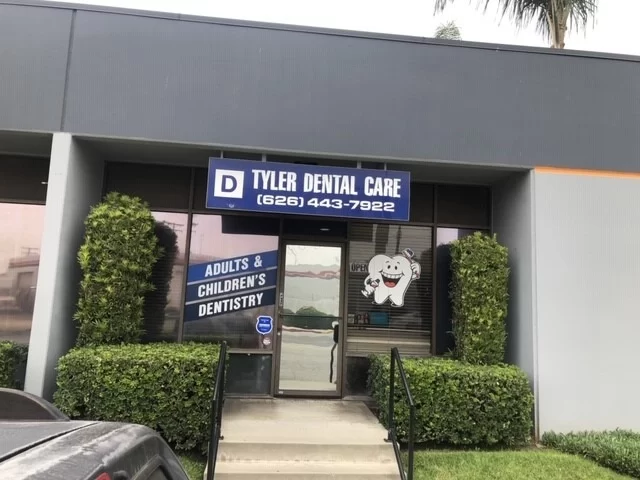 D TYLER DENTAL CARE
(626) 443-7922
ADULTS &
CHILDREN'S
DENTISTRY
OPEN